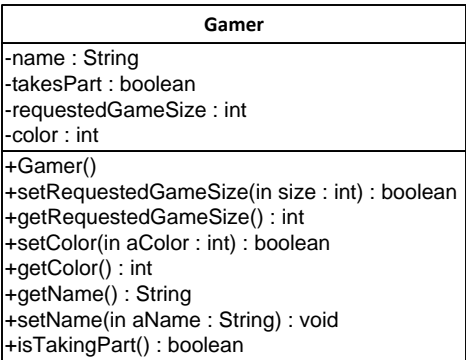 Gamer
-name : String
-takesPart : boolean
-requestedGameSize : int
-color : int
+Gamer()
+setRequestedGameSize(in size : int) : boolean
+getRequestedGameSize() : int
+setColor(in aColor : int) : boolean
+getColor() : int
+getName() : String
+setName(in aName : String) : void
+isTakingPart() : boolean